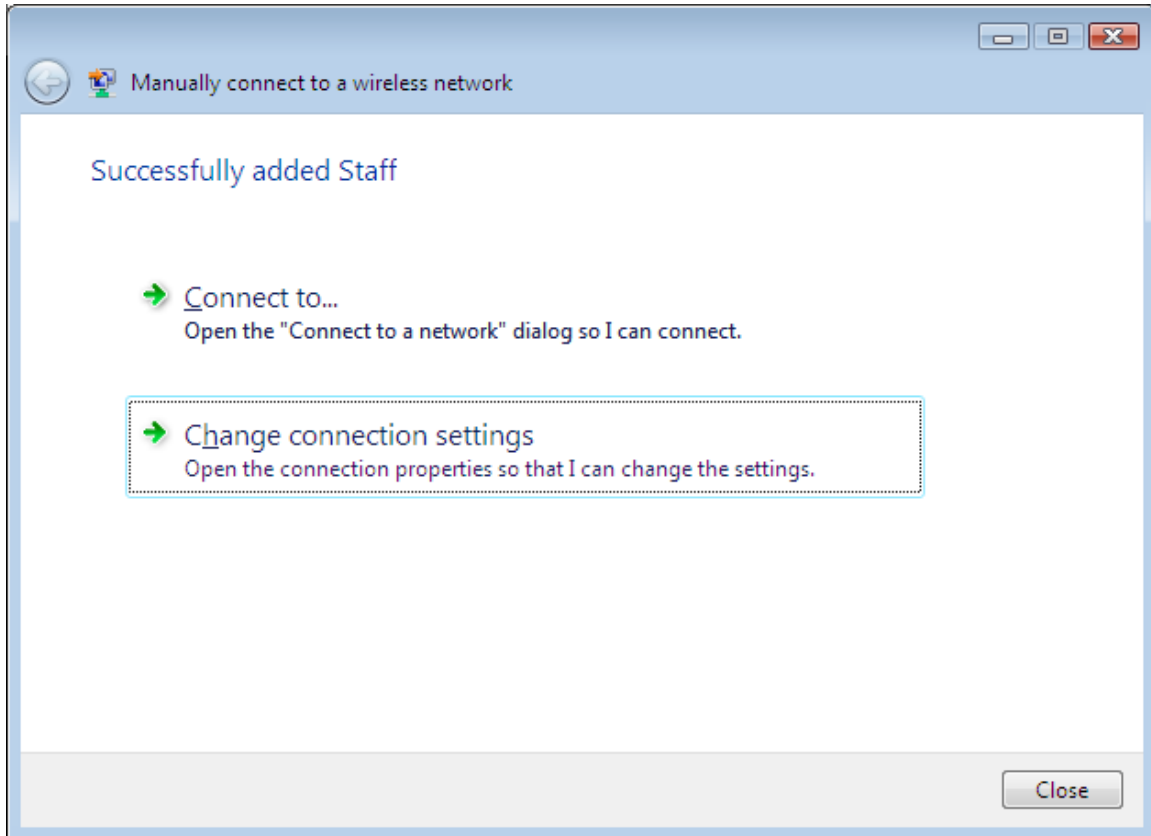 Manually connect to a wireless network
Successfully added Staff
Connect to...
Open the "Connect to a network" dialog so I can connect.
Change connection settings
Open the connection properties so that I can change the settings.
Close